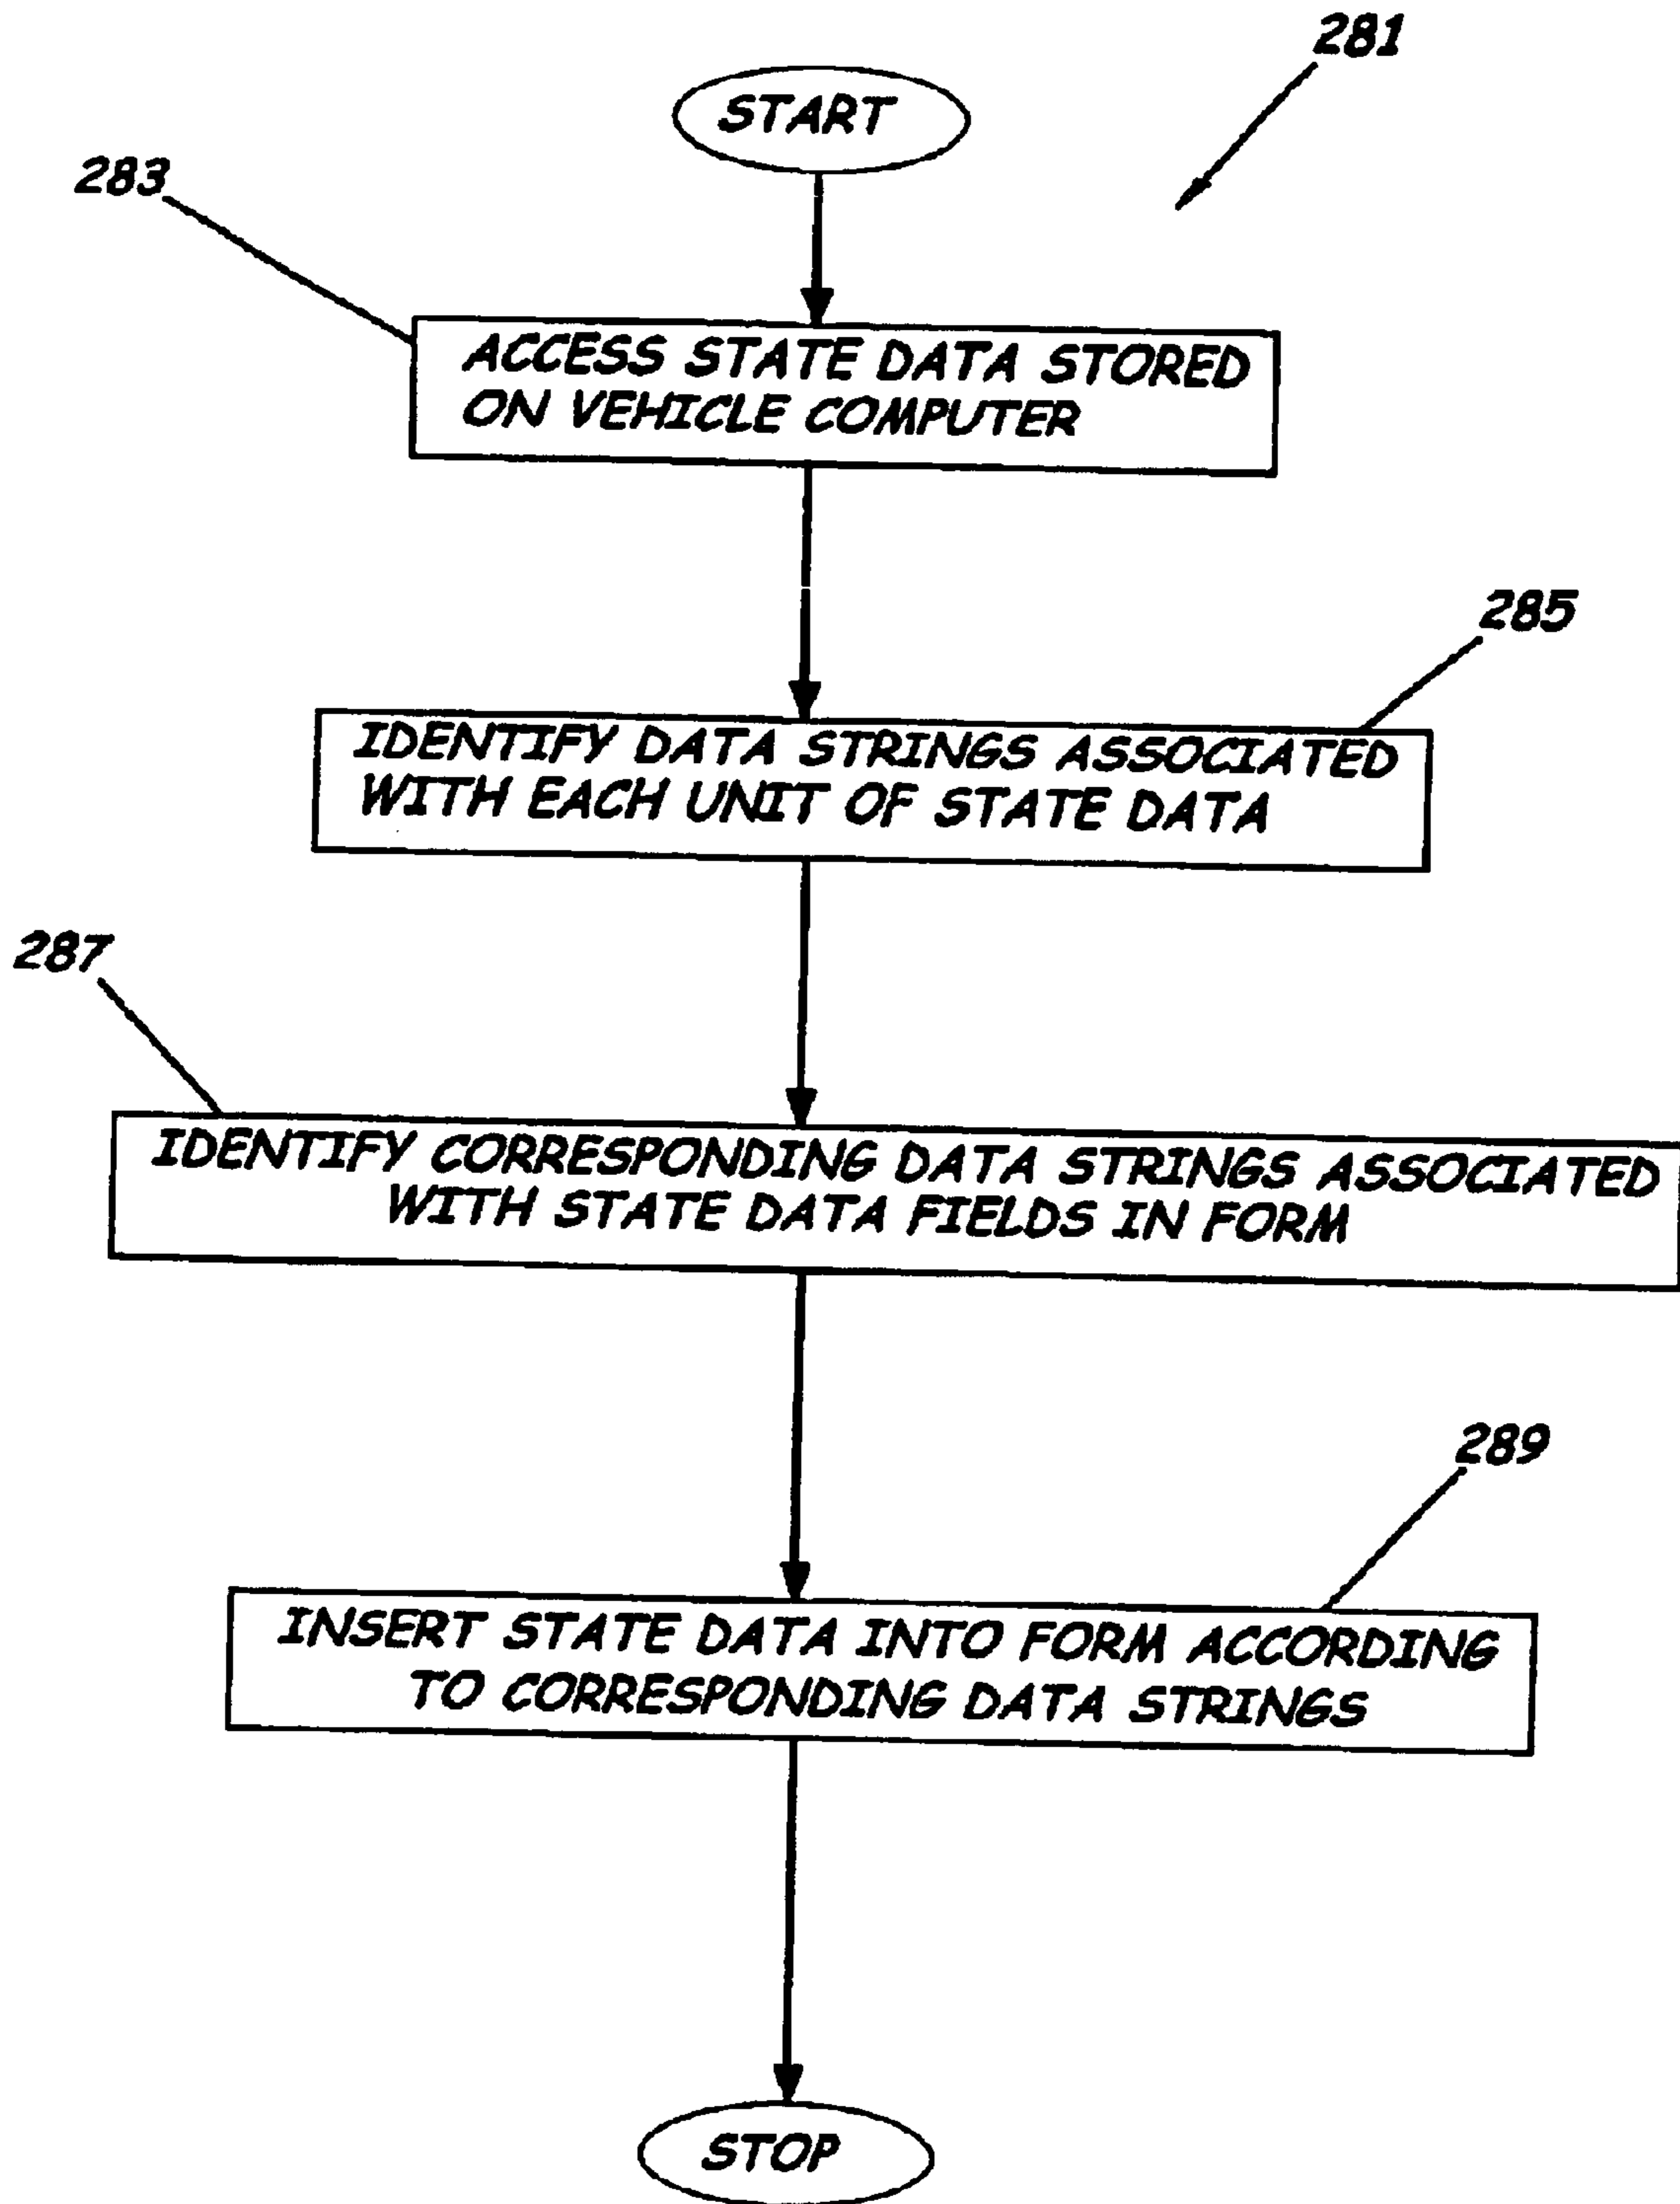 281
START
283
ACCESS STATE DATA STORED
ON VEHICLE COMPUTER
285
IDENTIFY DATA STRINGS ASSOCIATED
WITH EACH UNIT OF STATE DATA
287
IDENTIFY CORRESPONDING DATA STRINGS ASSOCIATED
WITH STATE DATA FIELDS IN FORM
289
INSERT STATE DATA INTO FORM ACCORDING
TO CORRESPONDING DATA STRINGS
STOP